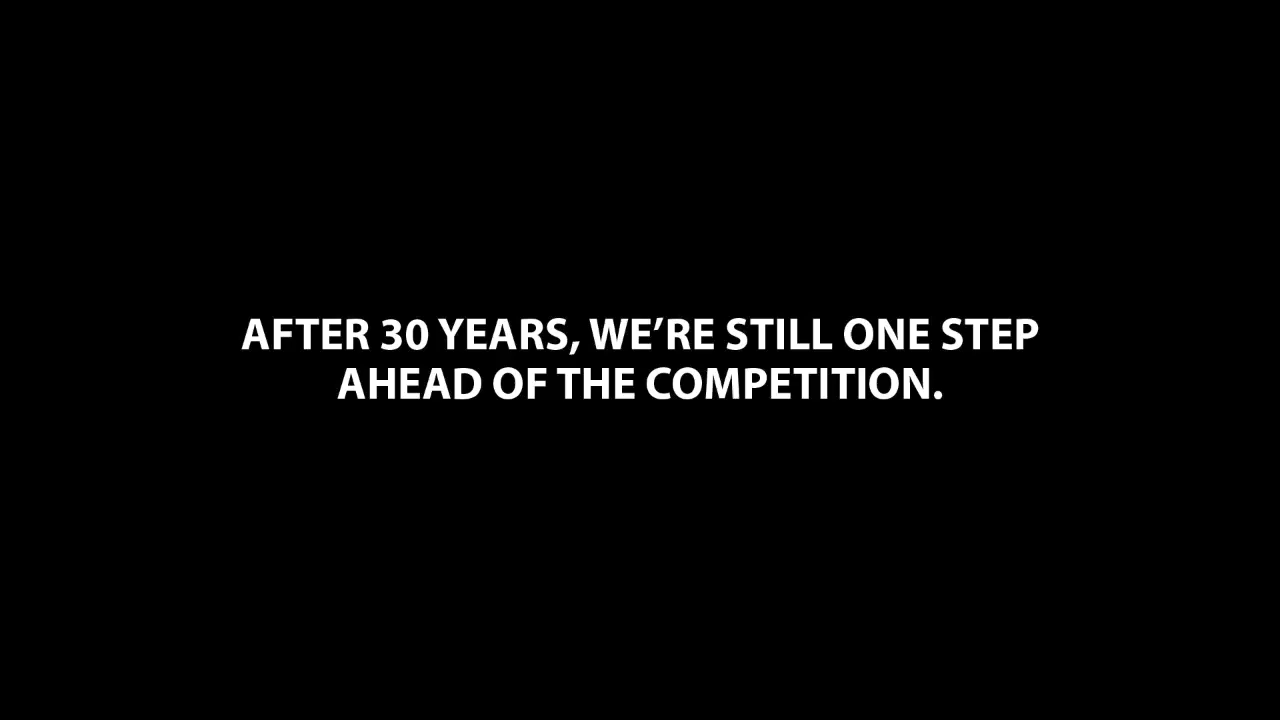 AFTER 30 YEARS, WE’RE STILL ONE STEP
AHEAD OF THE COMPETITION.